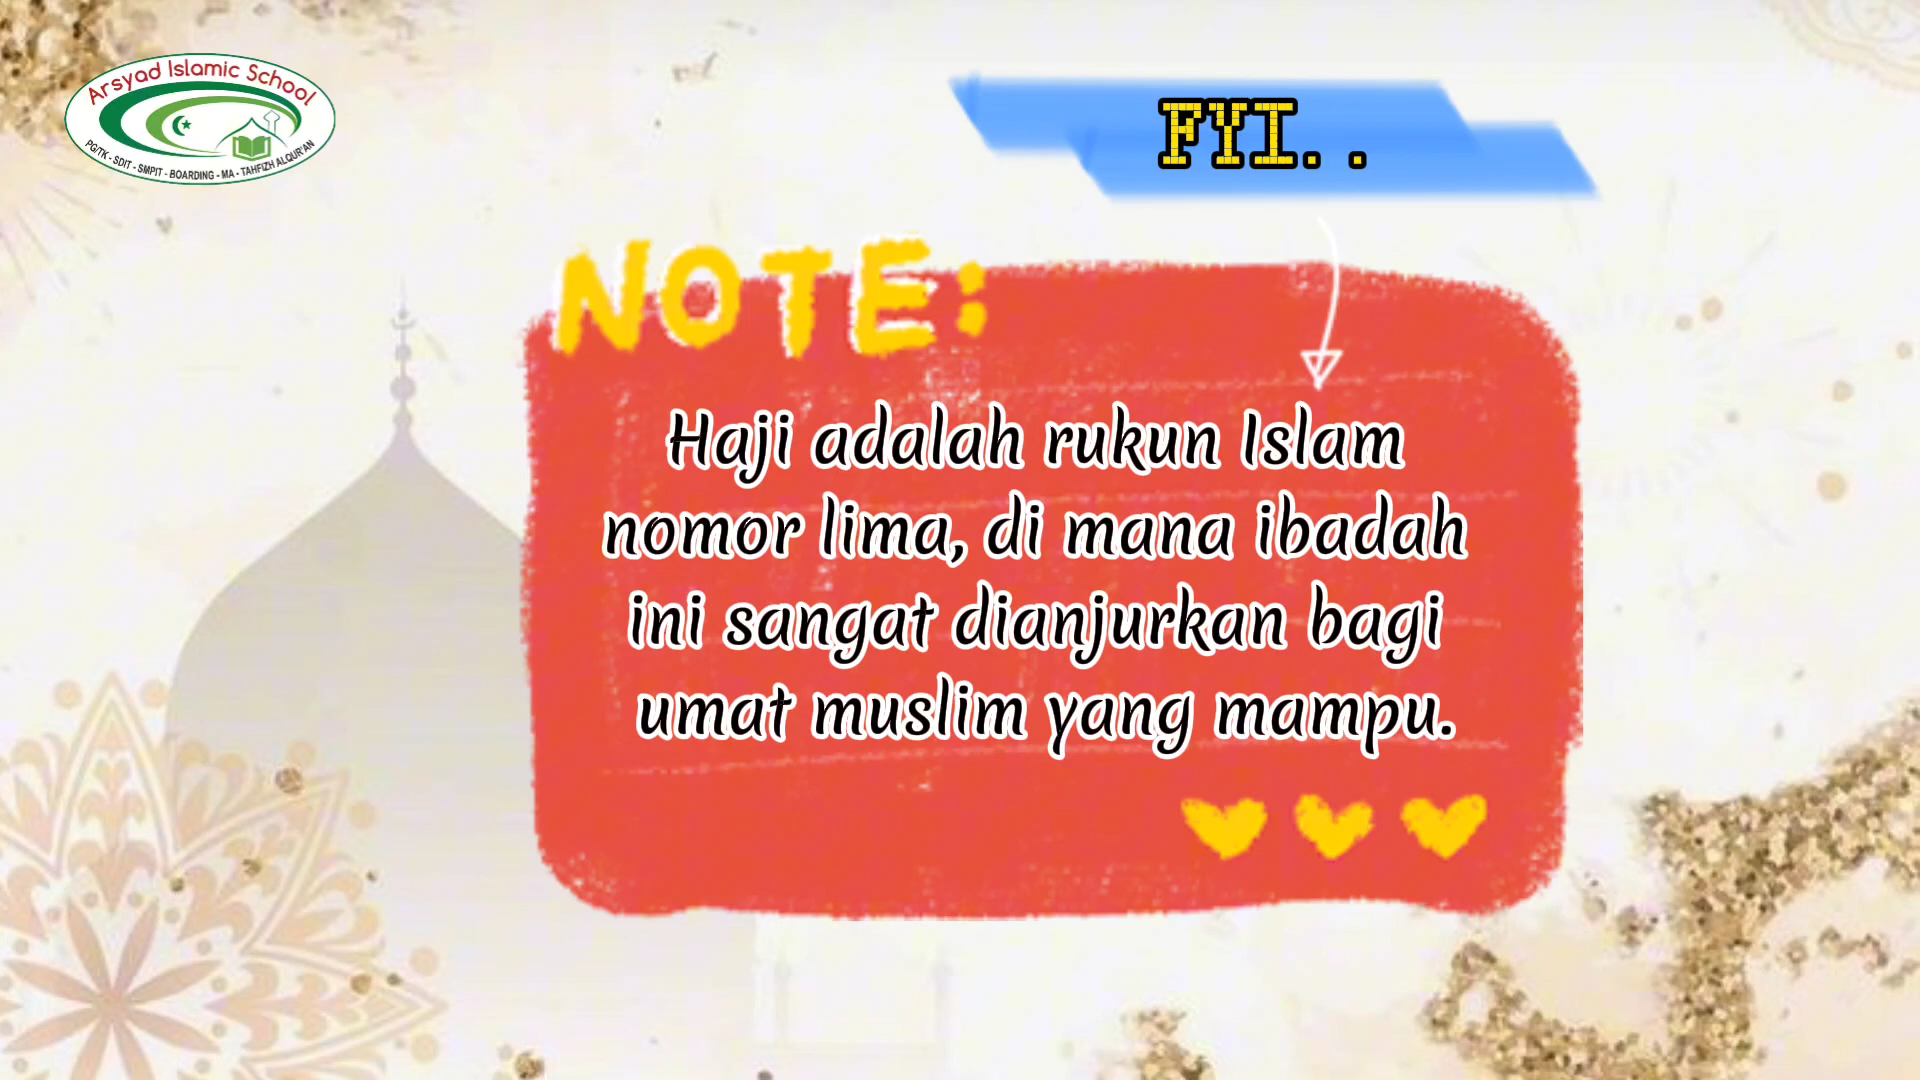 Arsyad Islamic School
PG/TK - SDIT - SMPIT - BOARDING - MA - TAHFIZH ALQUR'AN
FYI..
NOTE:
Haji adalah rukun Islam
nomor lima, di mana ibadah
ini sangat dianjurkan bagi
umat muslim yang mampu.